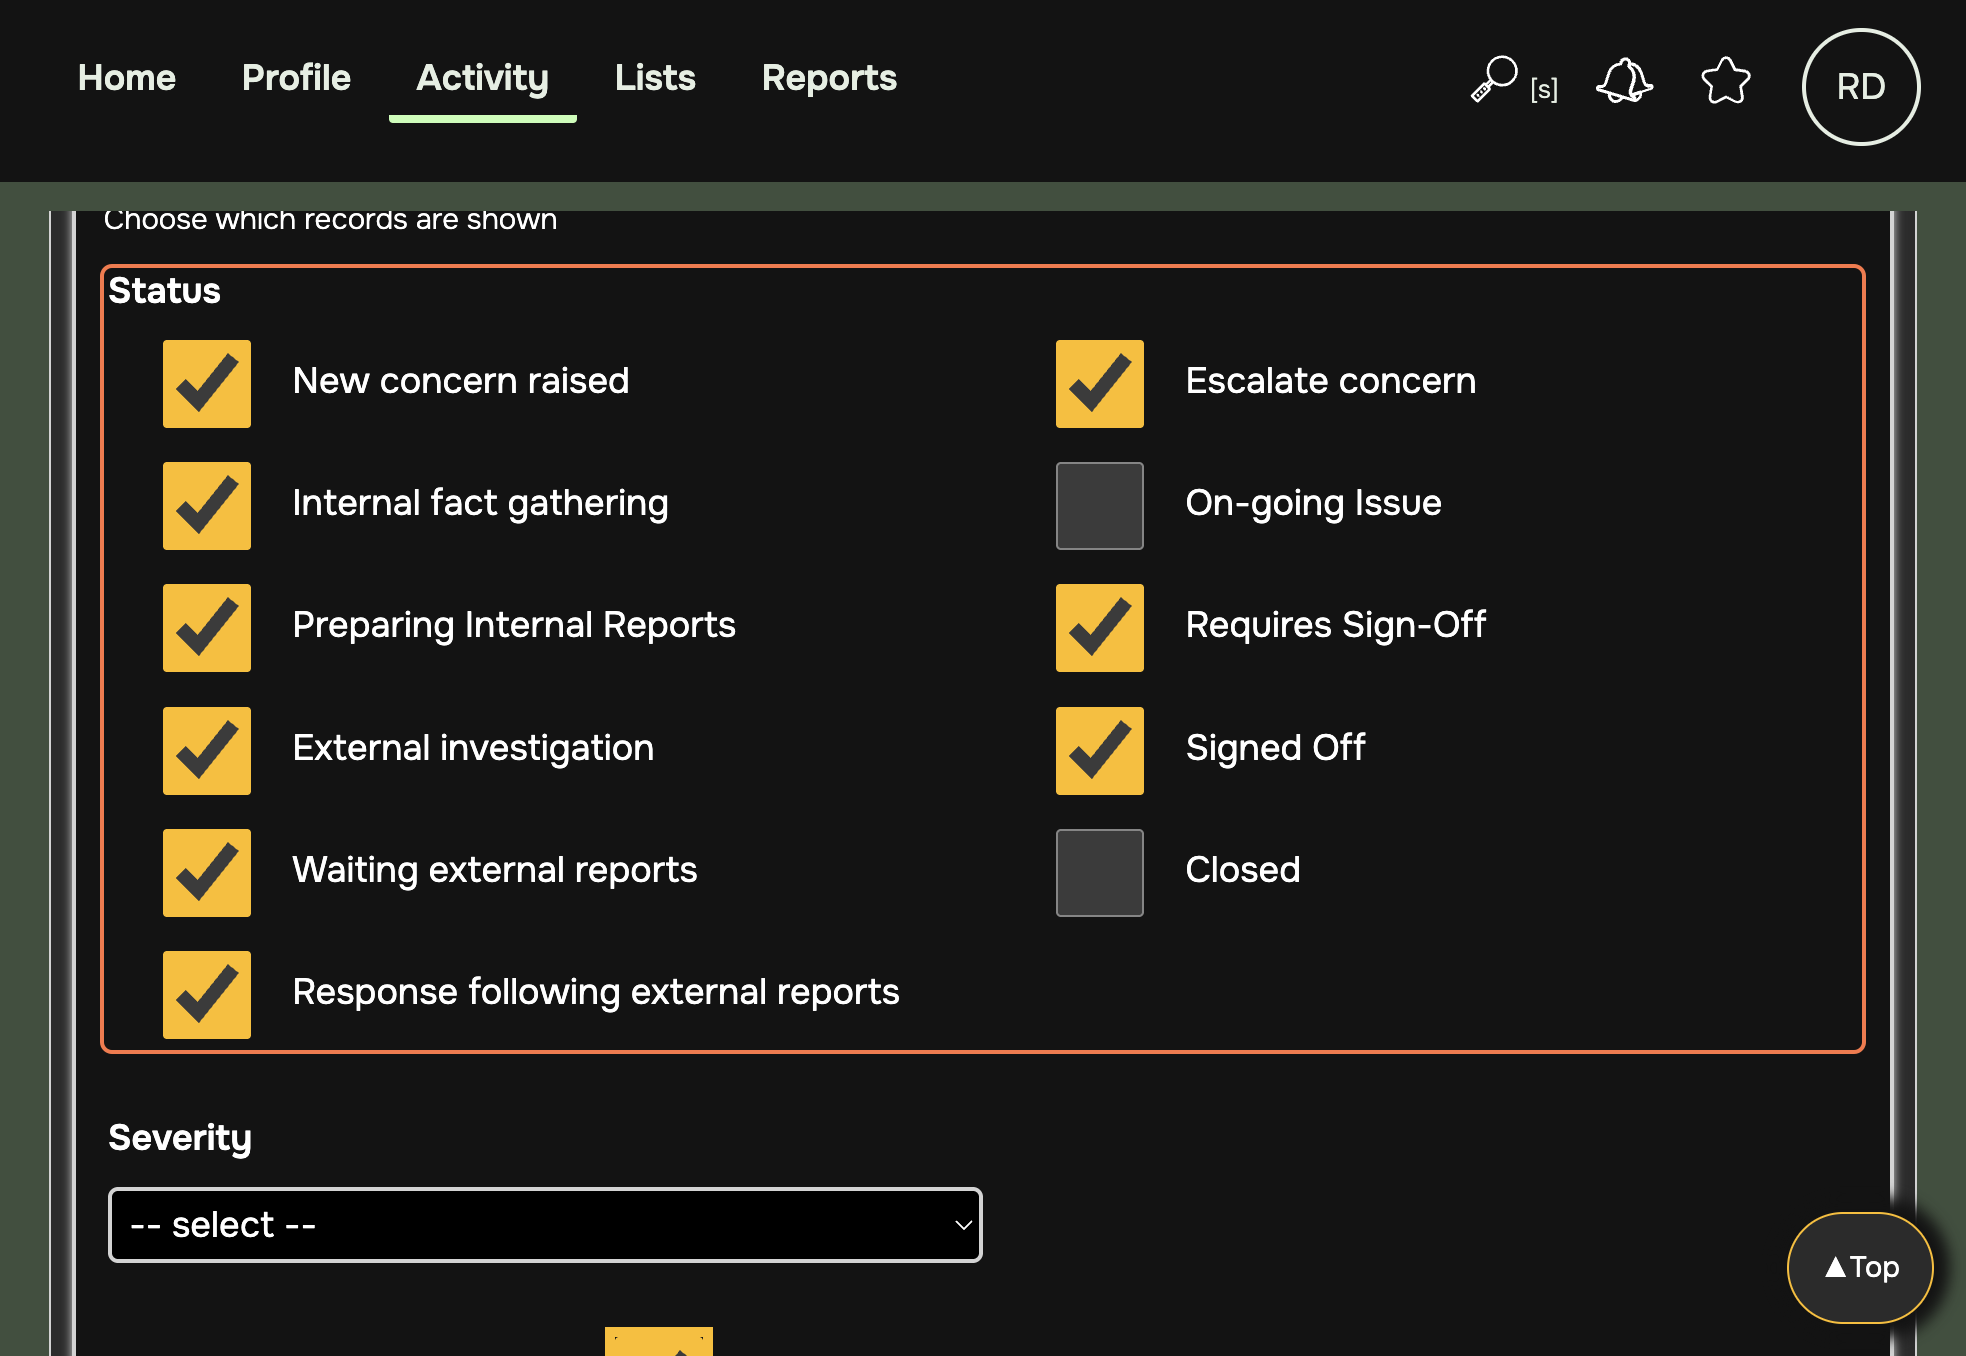 Home Profile Activity Lists Reports [s] RD
Choose which records are shown
Status
New concern raised
Escalate concern
Internal fact gathering
On-going Issue
Preparing Internal Reports
Requires Sign-Off
External investigation
Signed Off
Waiting external reports
Closed
Response following external reports
Severity
-- select --
▲Top